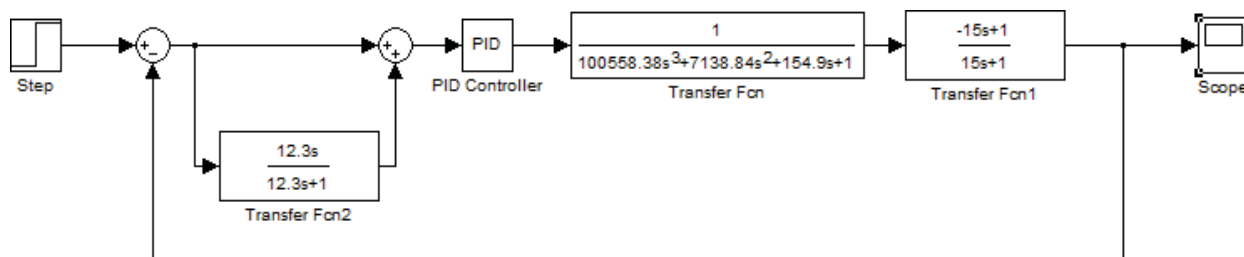 Step
+
−
12.3s
12.3s+1
Transfer Fcn2
+
+
PID
PID Controller
1
100558.38s³+7138.84s²+154.9s+1
Transfer Fcn
-15s+1
15s+1
Transfer Fcn1
Scope